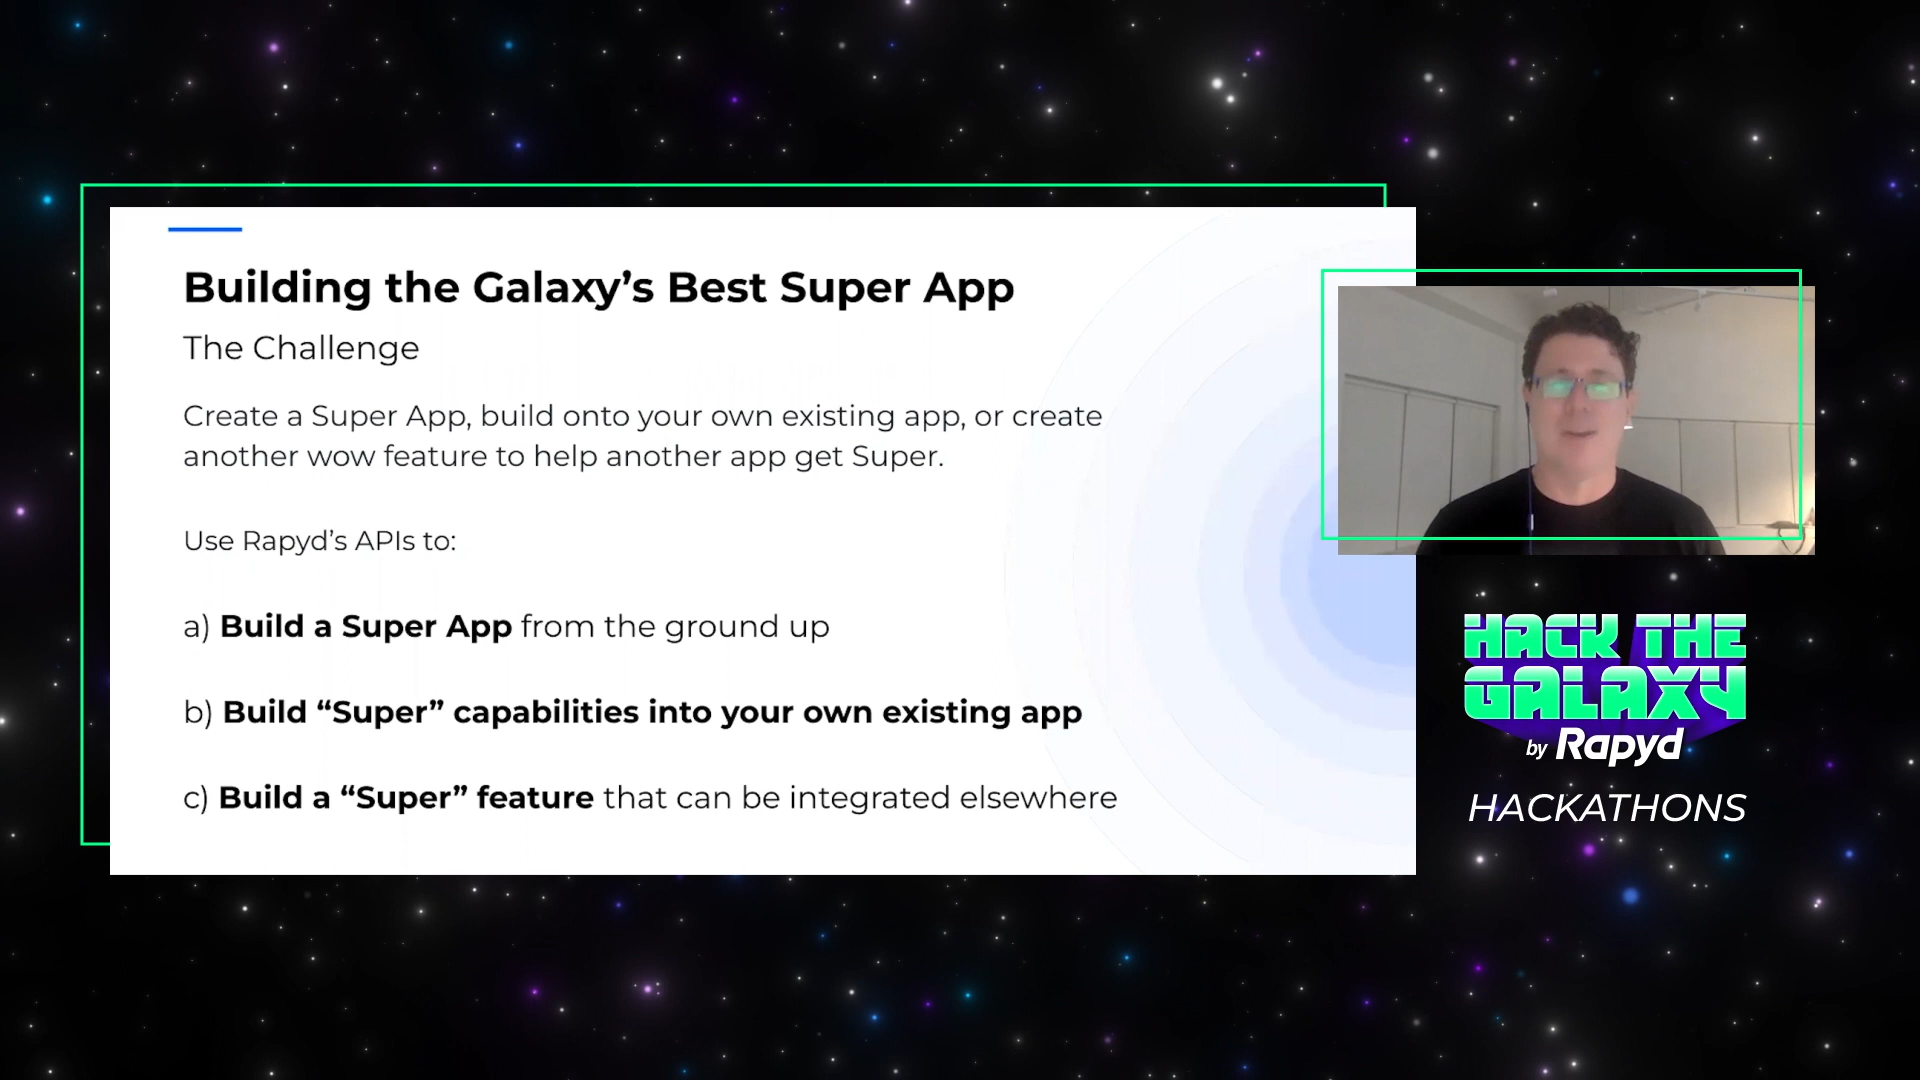 Building the Galaxy’s Best Super App
The Challenge
Create a Super App, build onto your own existing app, or create
another wow feature to help another app get Super.
Use Rapyd’s APIs to:
a) Build a Super App from the ground up
b) Build “Super” capabilities into your own existing app
c) Build a “Super” feature that can be integrated elsewhere
HACK THE
GALAXY
by Rapyd
HACKATHONS